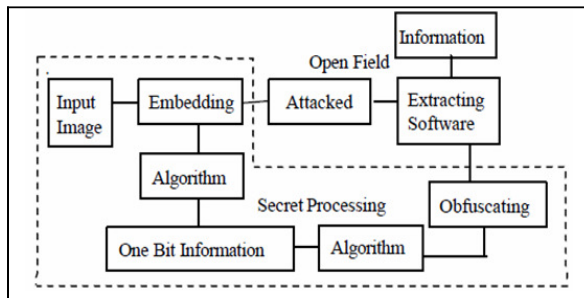 Information
Open Field
Input
Image
Embedding
Attacked
Extracting
Software
Algorithm
Secret Processing
Obfuscating
One Bit Information
Algorithm